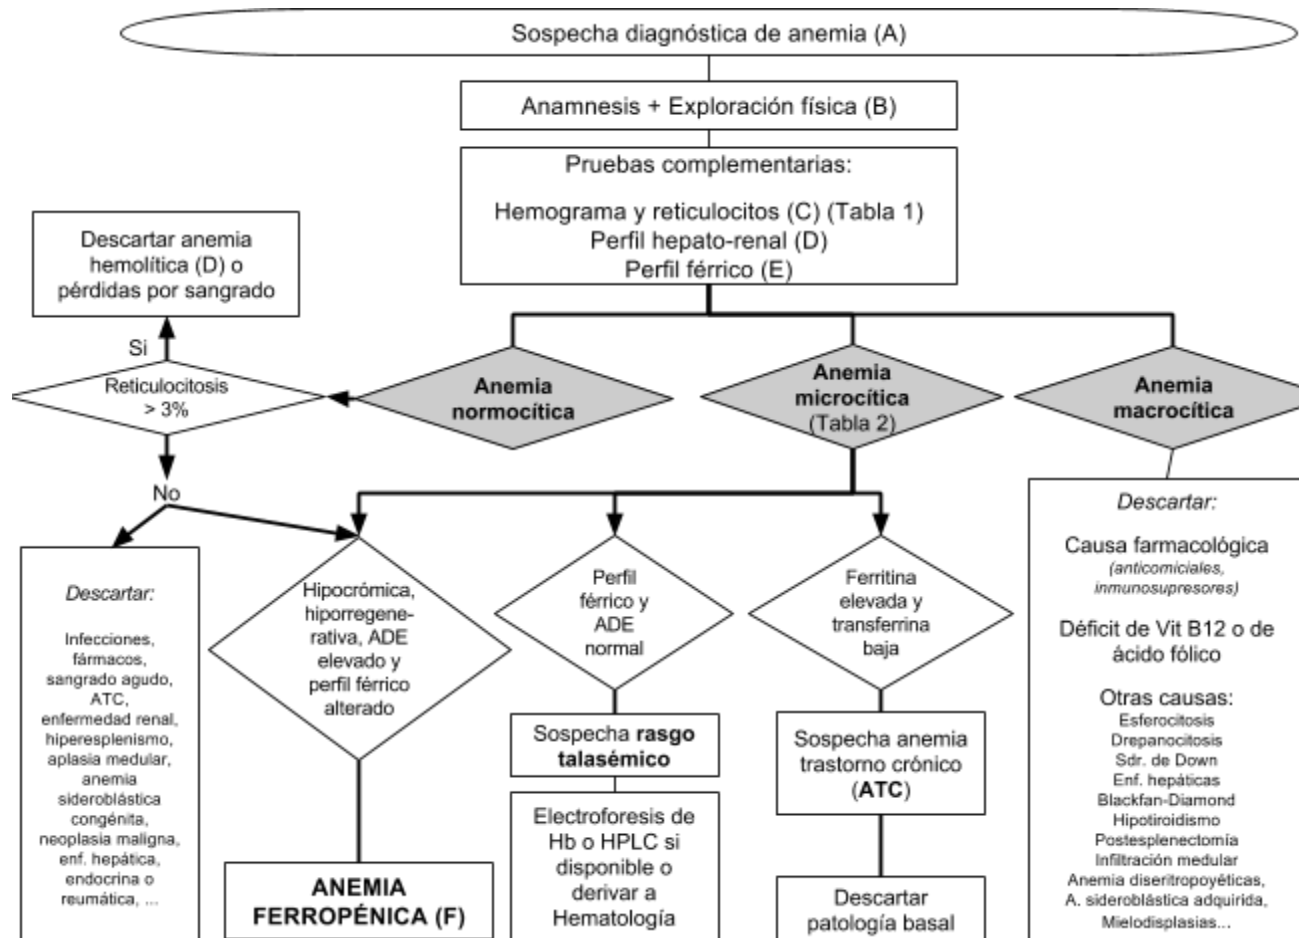 Sospecha diagnóstica de anemia (A)
Anamnesis + Exploración física (B)
Pruebas complementarias:
Hemograma y reticulocitos (C) (Tabla 1)
Perfil hepato-renal (D)
Perfil férrico (E)
Descartar anemia
hemolítica (D) o
pérdidas por sangrado
Si
Reticulocitosis
> 3%
No
Anemia
normocítica
Anemia
microcítica
(Tabla 2)
Anemia
macrocítica
Descartar:
Infecciones,
fármacos,
sangrado agudo,
ATC,
enfermedad renal,
hiperesplenismo,
aplasia medular,
anemia
sideroblástica
congénita,
neoplasia maligna,
enf. hepática,
endocrina o
reumática, ...
Hipocrómica,
hiporregene-
rativa, ADE
elevado y
perfil férrico
alterado
ANEMIA
FERROPÉNICA (F)
Perfil
férrico y
ADE
normal
Sospecha rasgo
talasémico
Electroforesis de
Hb o HPLC si
disponible o
derivar a
Hematología
Ferritina
elevada y
transferrina
baja
Sospecha anemia
trastorno crónico
(ATC)
Descartar
patología basal
Descartar:
Causa farmacológica
(anticomiciales,
inmunosupresores)
Déficit de Vit B12 o de
ácido fólico
Otras causas:
Esferocitosis
Drepanocitosis
Sdr. de Down
Enf. hepáticas
Blackfan-Diamond
Hipotiroidismo
Postesplenectomía
Infiltración medular
Anemia diseritropoyéticas,
A. sideroblástica adquirida,
Mielodisplasias...